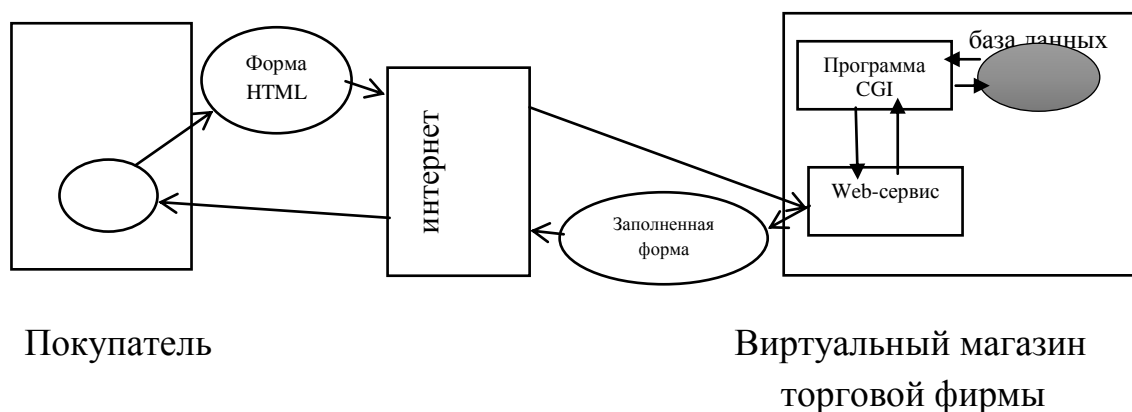 Форма
HTML
интернет
Заполненная
форма
база данных
Программа
CGI
Web-сервис
Покупатель
Виртуальный магазин
торговой фирмы